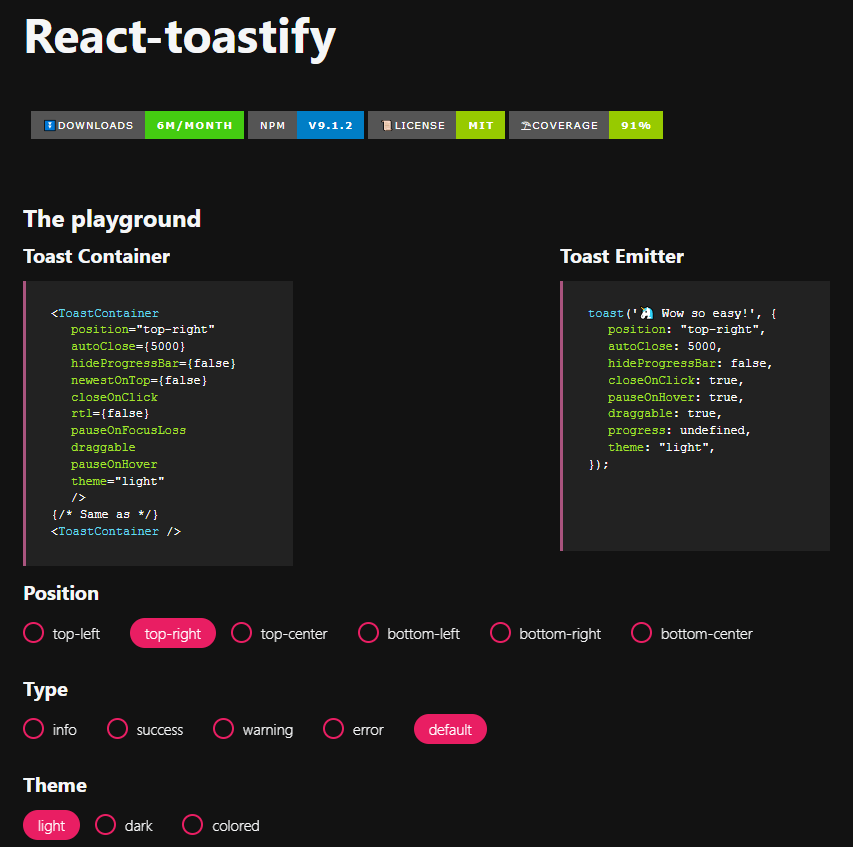 React-toastify
DOWNLOADS 6M/MONTH NPM V9.1.2 LICENSE MIT COVERAGE 91%
The playground
Toast Container
<ToastContainer
position="top-right"
autoClose={5000}
hideProgressBar={false}
newestOnTop={false}
closeOnClick
rtl={false}
pauseOnFocusLoss
draggable
pauseOnHover
theme="light"
/>
{/* Same as */}
<ToastContainer />
Toast Emitter
toast('🦄 Wow so easy!', {
position: "top-right",
autoClose: 5000,
hideProgressBar: false,
closeOnClick: true,
pauseOnHover: true,
draggable: true,
progress: undefined,
theme: "light",
});
Position
top-left top-right top-center bottom-left bottom-right bottom-center
Type
info success warning error default
Theme
light dark colored